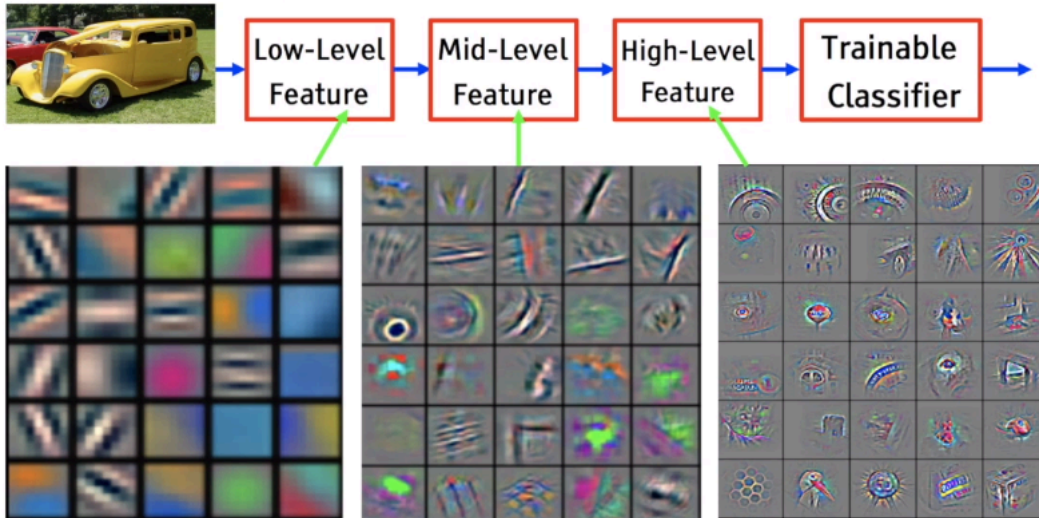 Low-Level
Feature
Mid-Level
Feature
High-Level
Feature
Trainable
Classifier